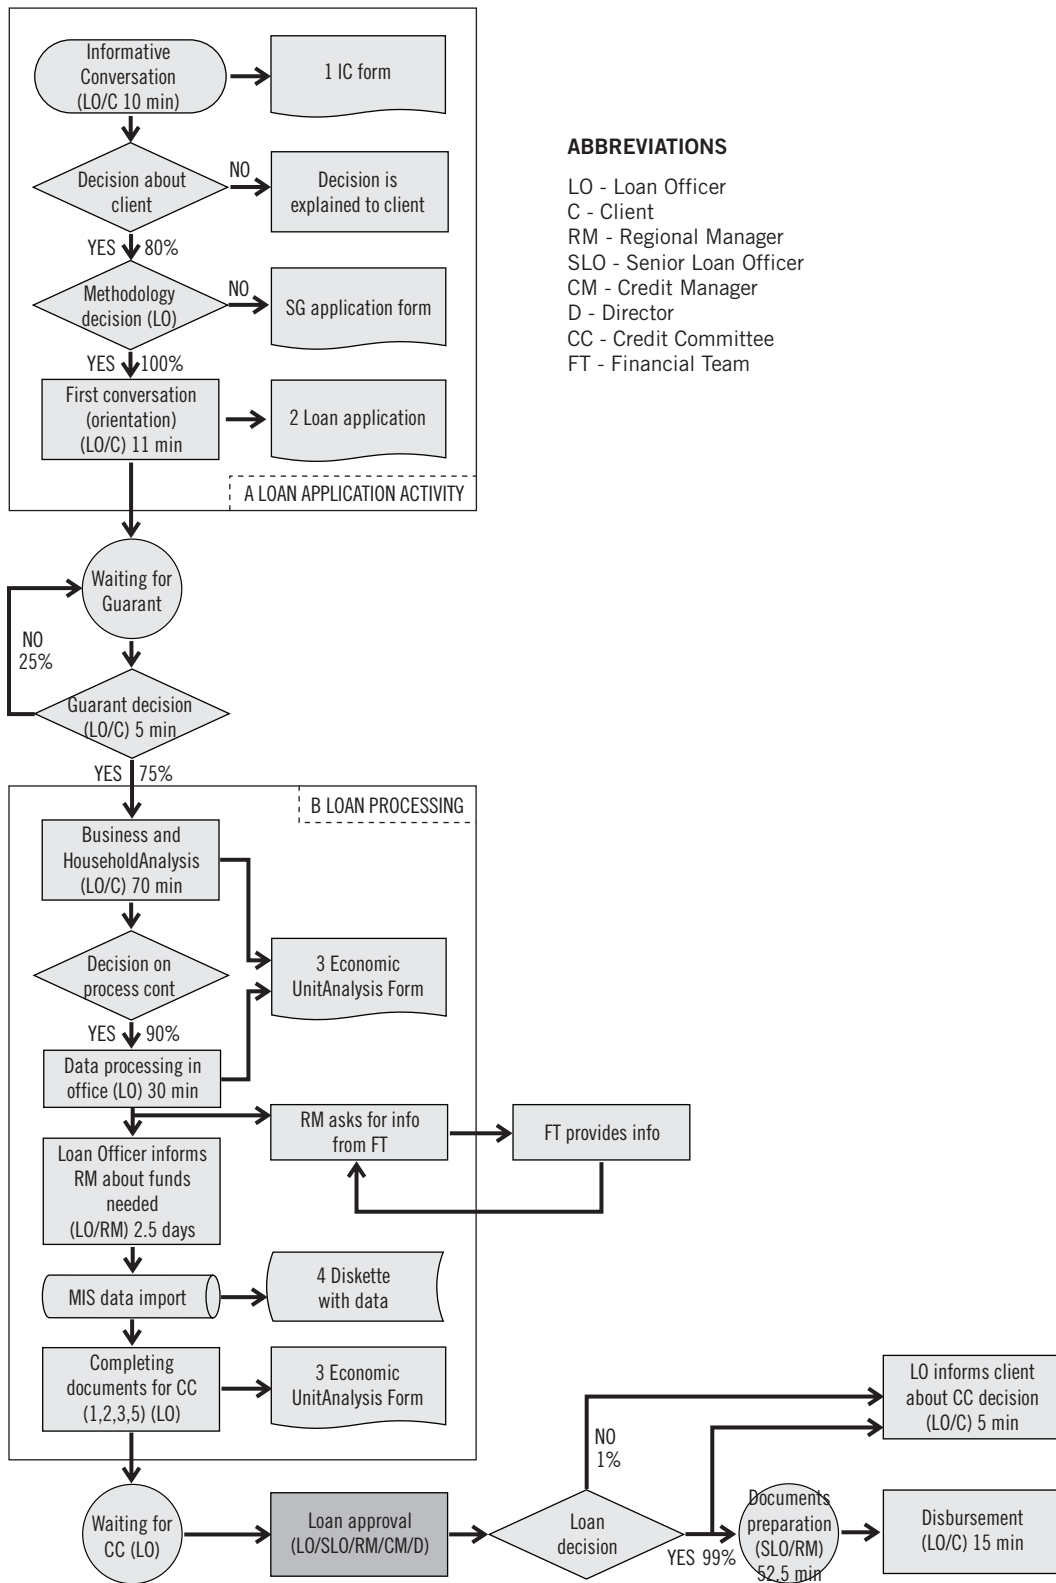 Informative
Conversation
(LO/C 10 min)
1 IC form
Decision about
client
NO
Decision is
explained to client
YES 80%
Methodology
decision (LO)
NO
SG application form
YES 100%
First conversation
(orientation)
(LO/C) 11 min
2 Loan application
A LOAN APPLICATION ACTIVITY
ABBREVIATIONS
LO - Loan Officer
C - Client
RM - Regional Manager
SLO - Senior Loan Officer
CM - Credit Manager
D - Director
CC - Credit Committee
FT - Financial Team
Waiting for
Guarant
NO
25%
Guarant decision
(LO/C) 5 min
YES 75%
B LOAN PROCESSING
Business and
HouseholdAnalysis
(LO/C) 70 min
Decision on
process cont
3 Economic
UnitAnalysis Form
YES 90%
Data processing in
office (LO) 30 min
RM asks for info
from FT
FT provides info
Loan Officer informs
RM about funds
needed
(LO/RM) 2.5 days
MIS data import
4 Diskette
with data
Completing
documents for CC
(1,2,3,5) (LO)
3 Economic
UnitAnalysis Form
Waiting for
CC (LO)
Loan approval
(LO/SLO/RM/CM/D)
Loan
decision
NO
1%
YES 99%
LO informs client
about CC decision
(LO/C) 5 min
Documents
preparation
(SLO/RM)
52.5 min
Disbursement
(LO/C) 15 min